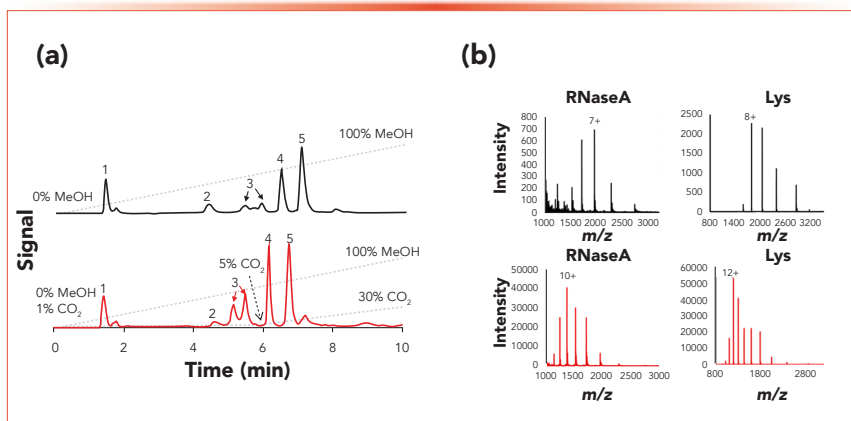 (a)
100% MeOH
1
5
4
3
2
0% MeOH
Signal
100% MeOH
5% CO2
4
5
3
1
2
0% MeOH
1% CO2
30% CO2
0 2 4 6 8 10
Time (min)
(b)
RNaseA
Intensity
800
700
600
500
400
300
200
100
0
7+
1000 1500 2000 2500 3000
m/z
Lys
2500
2000
1500
1000
500
0
8+
800 1400 1800 2600 3200
m/z
RNaseA
Intensity
50000
40000
30000
20000
10000
0
10+
1000 1500 2000 2500 3000
m/z
Lys
60000
50000
40000
30000
20000
10000
0
12+
800 1800 2800
m/z